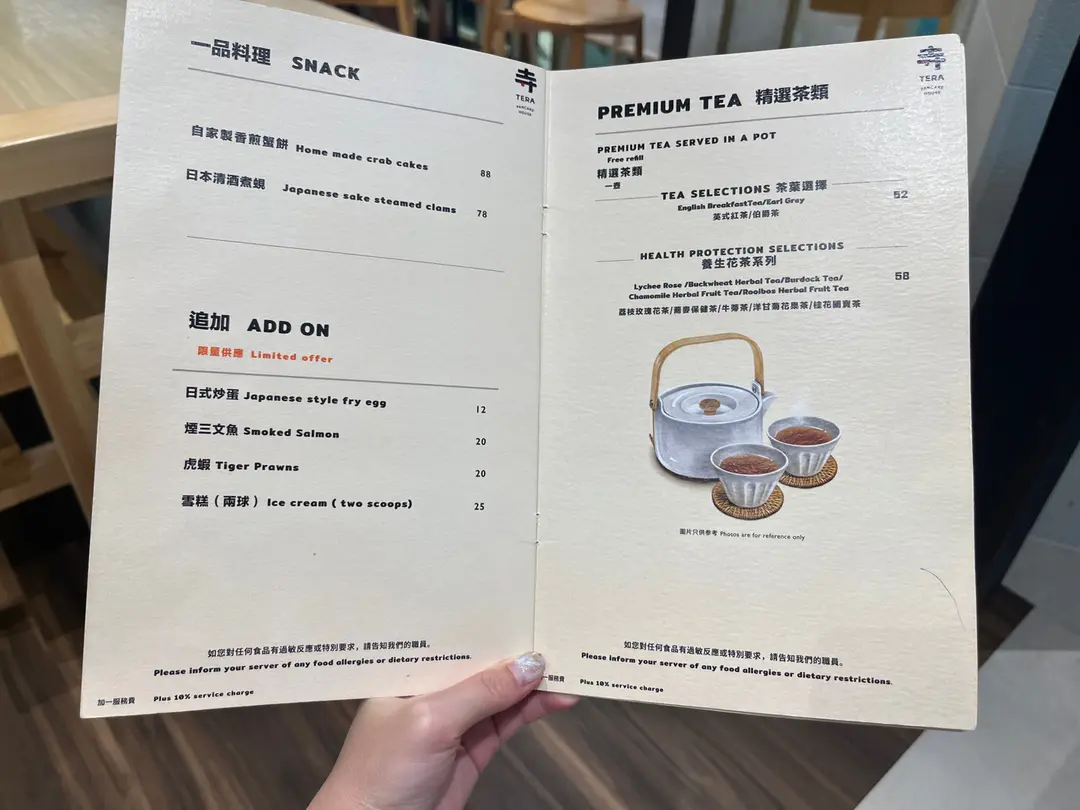 一品料理 SNACK
寺
TERA
PANCAKE
HOUSE
自家製香煎蟹餅 Home made crab cakes 88
日本清酒煮蜆 Japanese sake steamed clams 78
追加 ADD ON
限量供應 Limited offer
日式炒蛋 Japanese style fry egg 12
煙三文魚 Smoked Salmon 20
虎蝦 Tiger Prawns 20
雪糕（兩球） Ice cream ( two scoops) 25
如您對任何食品有過敏反應或特別要求，請告知我們的職員。
Please inform your server of any food allergies or dietary restrictions.
加一服務費 Plus 10% service charge
寺
TERA
PANCAKE
HOUSE
PREMIUM TEA 精選茶類
PREMIUM TEA SERVED IN A POT
Free refill
精選茶類
一壺
TEA SELECTIONS 茶葉選擇 52
English BreakfastTea/Earl Grey
英式紅茶/伯爵茶
HEALTH PROTECTION SELECTIONS
養生花茶系列
58
Lychee Rose /Buckwheat Herbal Tea/Burdock Tea/
Chamomile Herbal Fruit Tea/Rooibos Herbal Fruit Tea
荔枝玫瑰花茶/蕎麥保健茶/牛蒡茶/洋甘菊花果茶/桂花國寶茶
圖片只供參考 Photos are for reference only
如您對任何食品有過敏反應或特別要求，請告知我們的職員。
Please inform your server of any food allergies or dietary restrictions.
一服務費 Plus 10% service charge